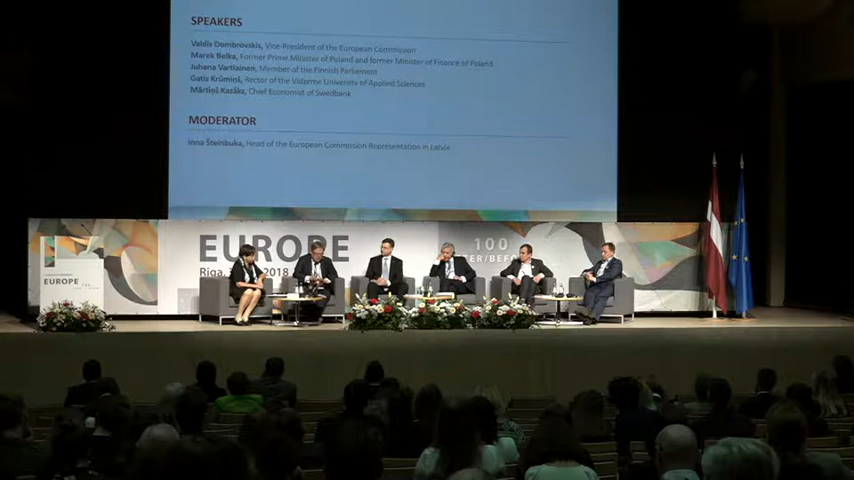 SPEAKERS
Valdis Dombrovskis, Vice-President of the European Commission
Marek Belka, Former Prime Minister of Poland and former Minister of Finance of Poland
Juhana Vartiainen, Member of the Finnish Parliament
Gatis Krūmiņš, Rector of the Vidzeme University of Applied Sciences
Mārtiņš Kazāks, Chief Economist of Swedbank
MODERATOR
Inna Šteinbuka, Head of the European Commission Representation in Latvia
EUROPE
100
Riga, 2018
EUROPE